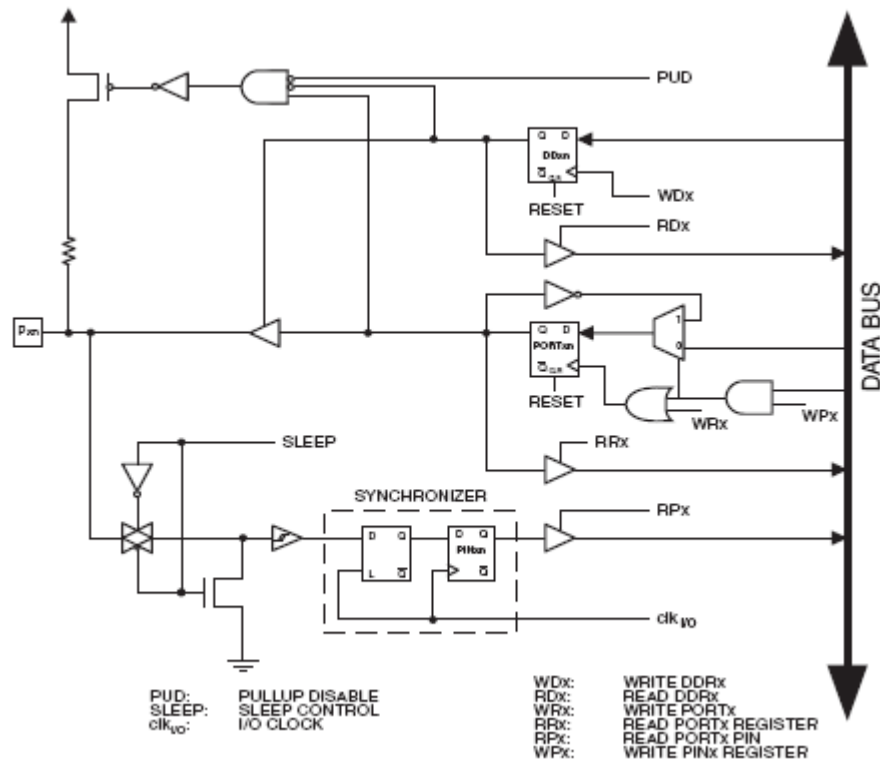 PUD
Q D
DDxn
Q CLR
WDx
RESET
RDx
1
Pxn
Q D
PORTxn
0
Q CLR
DATA BUS
RESET
WRx
WPx
RRx
SLEEP
SYNCHRONIZER
RPx
D Q
D Q
PINxn
L Q
Q
clk I/O
PUD: PULLUP DISABLE
SLEEP: SLEEP CONTROL
clk I/O: I/O CLOCK
WDx: WRITE DDRx
RDx: READ DDRx
WRx: WRITE PORTx
RRx: READ PORTx REGISTER
RPx: READ PORTx PIN
WPx: WRITE PINx REGISTER